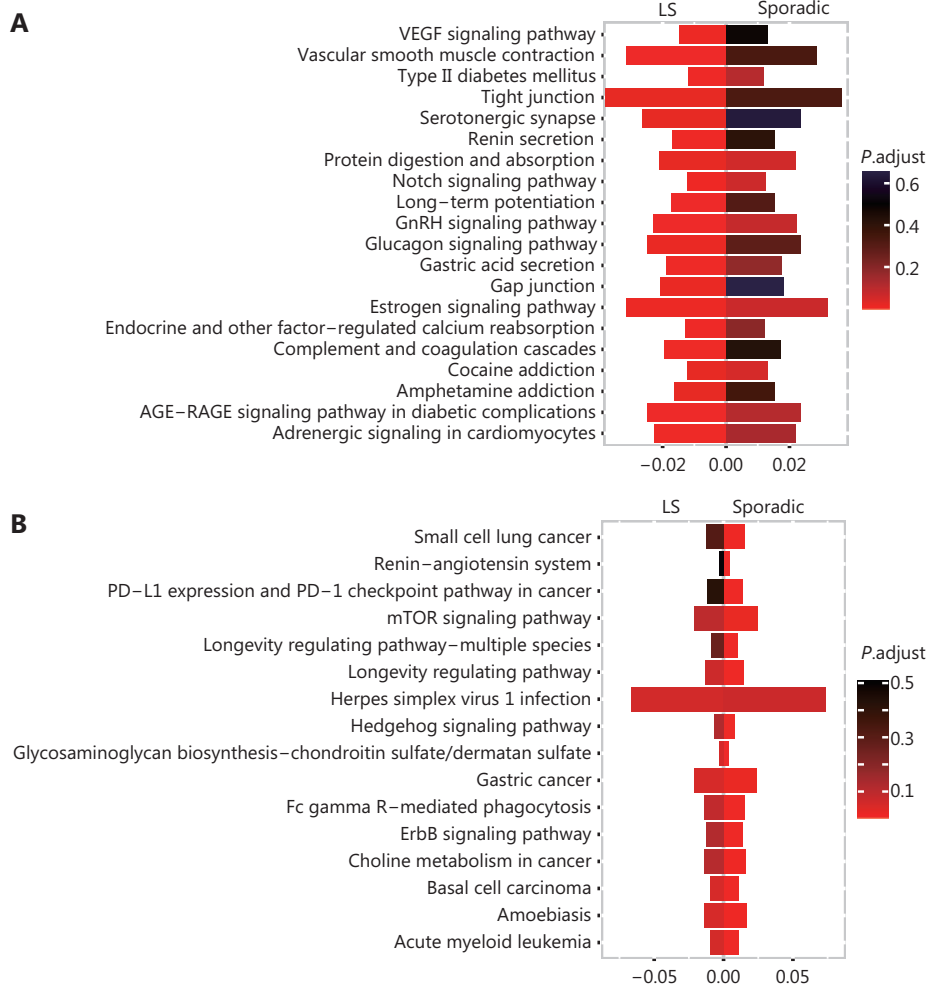 A
LS
Sporadic
VEGF signaling pathway
Vascular smooth muscle contraction
Type II diabetes mellitus
Tight junction
Serotonergic synapse
Renin secretion
Protein digestion and absorption
Notch signaling pathway
Long−term potentiation
GnRH signaling pathway
Glucagon signaling pathway
Gastric acid secretion
Gap junction
Estrogen signaling pathway
Endocrine and other factor−regulated calcium reabsorption
Complement and coagulation cascades
Cocaine addiction
Amphetamine addiction
AGE−RAGE signaling pathway in diabetic complications
Adrenergic signaling in cardiomyocytes
−0.02 0.00 0.02
P.adjust
0.6
0.4
0.2
B
LS
Sporadic
Small cell lung cancer
Renin−angiotensin system
PD−L1 expression and PD−1 checkpoint pathway in cancer
mTOR signaling pathway
Longevity regulating pathway−multiple species
Longevity regulating pathway
Herpes simplex virus 1 infection
Hedgehog signaling pathway
Glycosaminoglycan biosynthesis−chondroitin sulfate/dermatan sulfate
Gastric cancer
Fc gamma R−mediated phagocytosis
ErbB signaling pathway
Choline metabolism in cancer
Basal cell carcinoma
Amoebiasis
Acute myeloid leukemia
−0.05 0.00 0.05
P.adjust
0.5
0.3
0.1